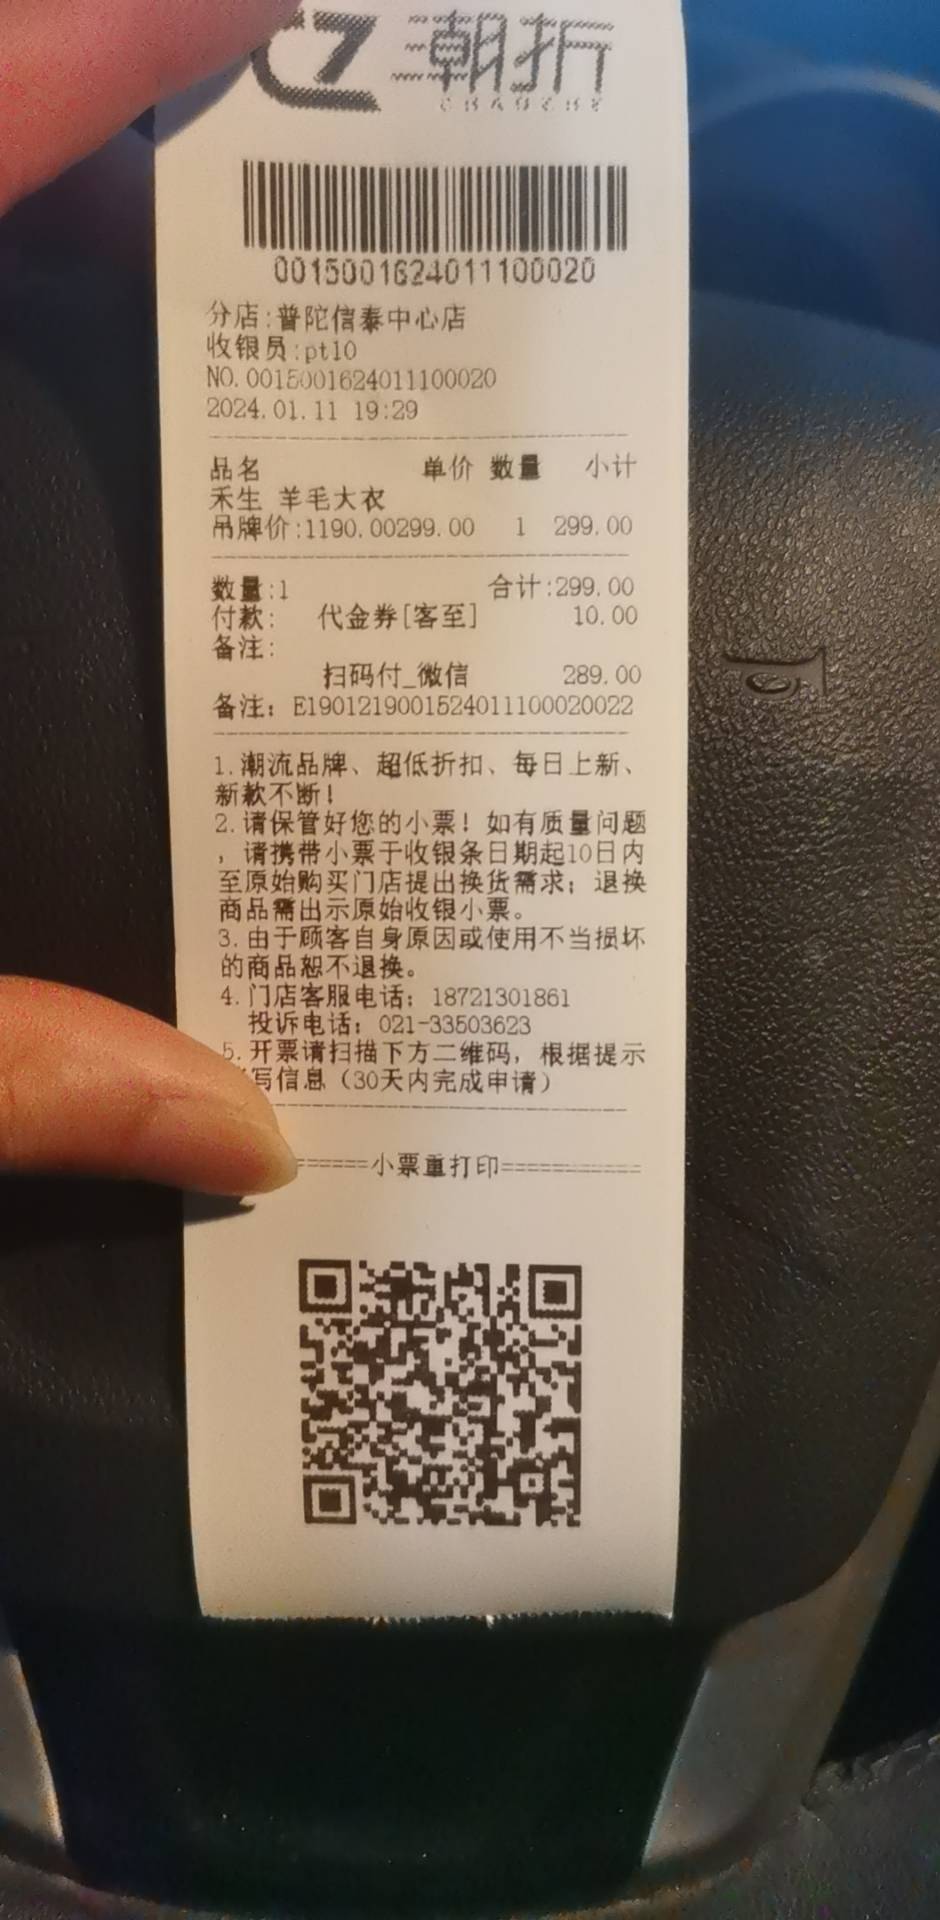 潮折
CHAOZHE
0015001624011100020
分店:普陀信泰中心店
收银员:pt10
NO.0015001624011100020
2024.01.11 19:29
品名 单价 数量 小计
禾生 羊毛大衣
吊牌价:1190.00299.00 1 299.00
数量:1 合计:299.00
付款: 代金券[客至] 10.00
备注:
扫码付_微信 289.00
备注: E1901219001524011100020022
1.潮流品牌、超低折扣、每日上新、
新款不断!
2.请保管好您的小票!如有质量问题
,请携带小票于收银条日期起10日内
至原始购买门店提出换货需求;退换
商品需出示原始收银小票。
3.由于顾客自身原因或使用不当损坏
的商品恕不退换。
4.门店客服电话:18721301861
投诉电话:021-33503623
5.开票请扫描下方二维码,根据提示
写信息(30天内完成申请)
======小票重打印============